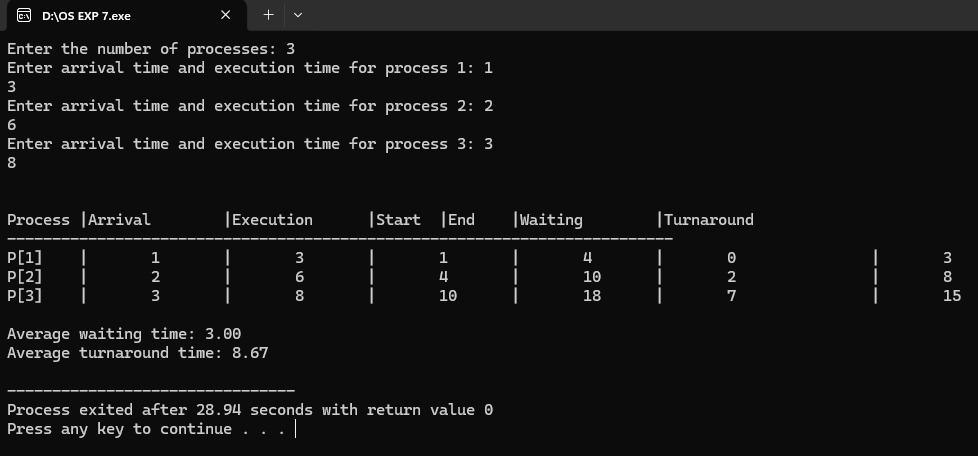 D:\OS EXP 7.exe
Enter the number of processes: 3
Enter arrival time and execution time for process 1: 1
3
Enter arrival time and execution time for process 2: 2
6
Enter arrival time and execution time for process 3: 3
8
Process |Arrival |Execution |Start |End |Waiting |Turnaround
--------------------------------------------------------------------------
P[1] | 1 | 3 | 1 | 4 | 0 | 3
P[2] | 2 | 6 | 4 | 10 | 2 | 8
P[3] | 3 | 8 | 10 | 18 | 7 | 15
Average waiting time: 3.00
Average turnaround time: 8.67
--------------------------------
Process exited after 28.94 seconds with return value 0
Press any key to continue . . .